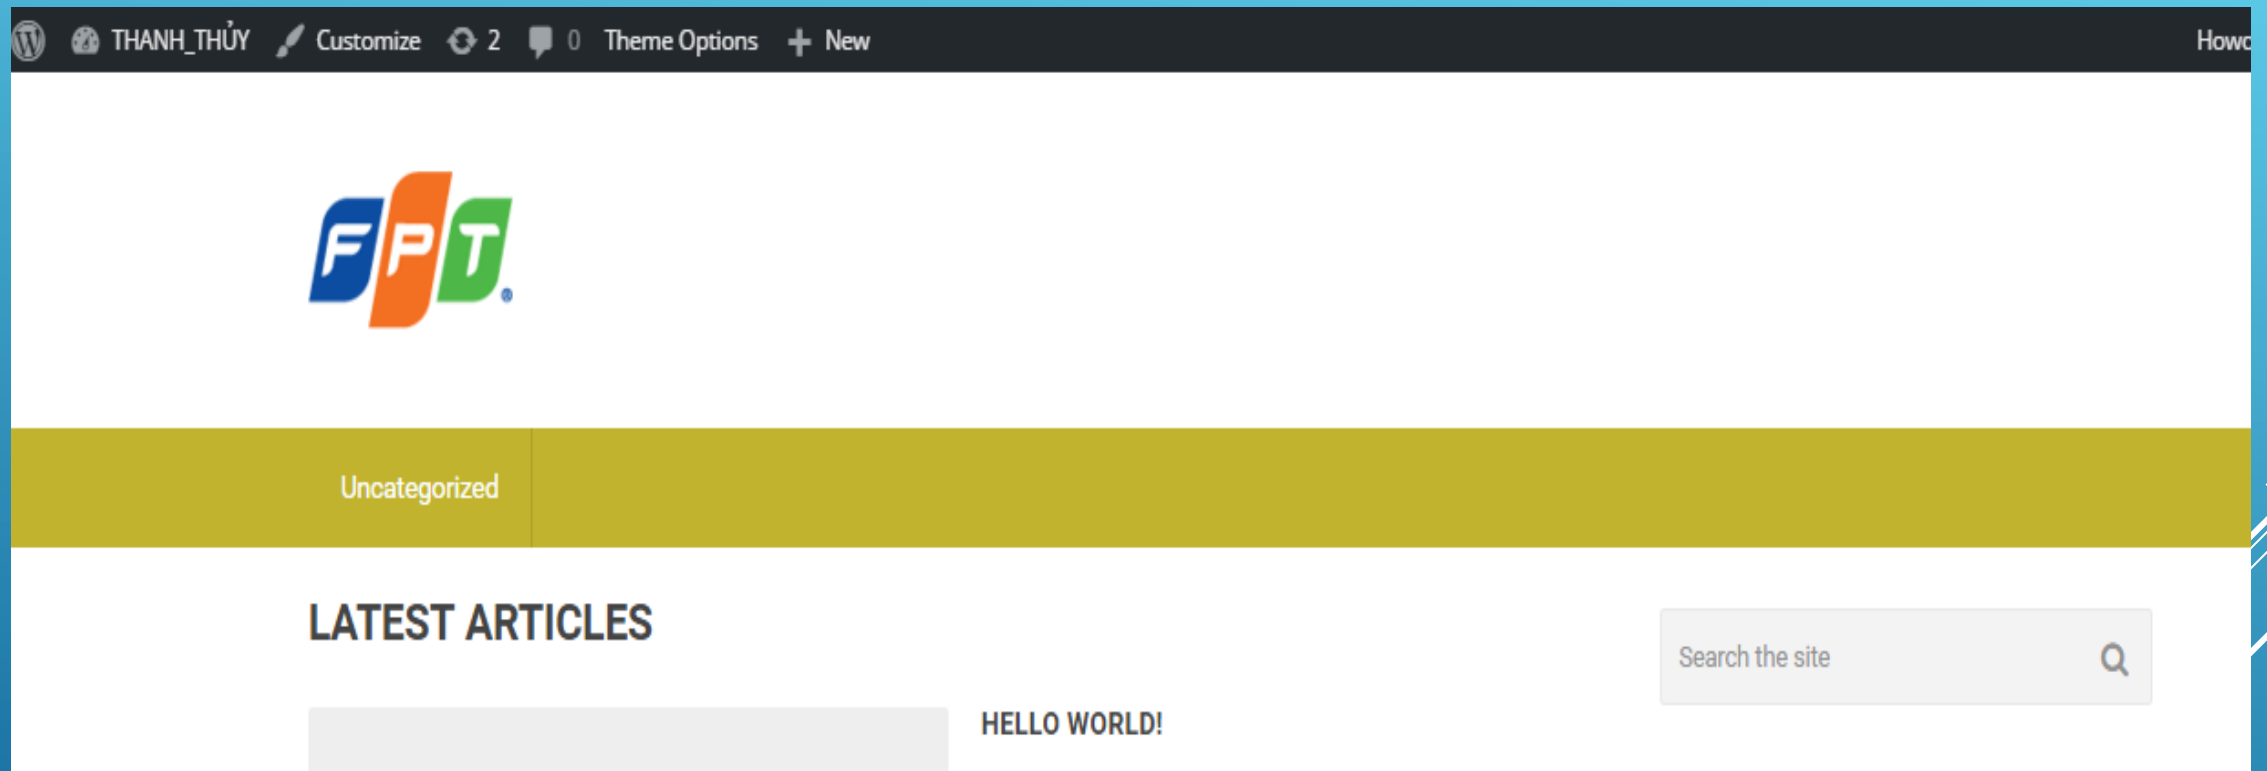 THANH_THỦY Customize 2 0 Theme Options New
FPT
Uncategorized
LATEST ARTICLES
Search the site
HELLO WORLD!